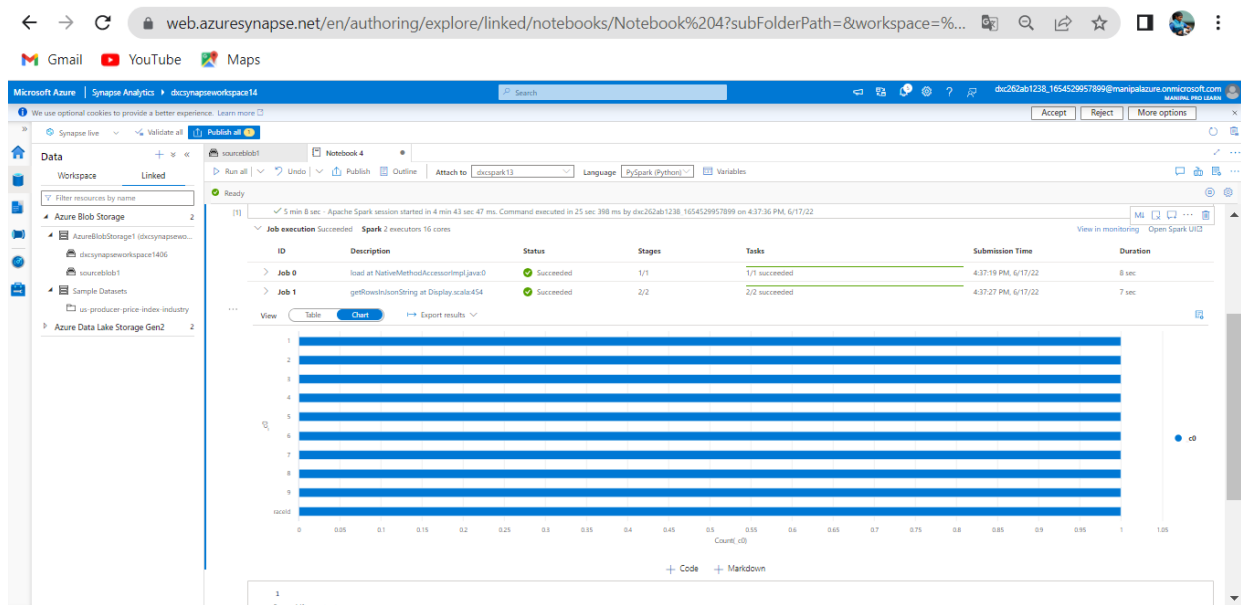 web.azuresynapse.net/en/authoring/explore/linked/notebooks/Notebook%204?subFolderPath=&workspace=%...
Gmail YouTube Maps
Microsoft Azure | Synapse Analytics dxcsynapseworkspace14 Search dxc262ab1238_1654529957899@manipalazure.onmicrosoft.com
MANIPAL PRO LEARN
We use optional cookies to provide a better experience. Learn more Accept Reject More options
Synapse live Validate all Publish all 1
Data sourceblob1 Notebook 4
Workspace Linked Run all Undo Publish Outline Attach to dxcspark13 Language PySpark (Python) Variables
Filter resources by name Ready
Azure Blob Storage 2
AzureBlobStorage1 (dxcsynapsewo...
dxcsynapseworkspace1406
sourceblob1
Sample Datasets
us-producer-price-index-industry
Azure Data Lake Storage Gen2 2
[1] 5 min 8 sec - Apache Spark session started in 4 min 43 sec 47 ms. Command executed in 25 sec 398 ms by dxc262ab1238_1654529957899 on 4:37:36 PM, 6/17/22
Job execution Succeeded Spark 2 executors 16 cores View in monitoring Open Spark UI
ID Description Status Stages Tasks Submission Time Duration
Job 0 load at NativeMethodAccessorImpl.java:0 Succeeded 1/1 1/1 succeeded 4:37:19 PM, 6/17/22 8 sec
Job 1 getRowsInJsonString at Display.scala:454 Succeeded 2/2 2/2 succeeded 4:37:27 PM, 6/17/22 7 sec
View Table Chart Export results
1
2
3
4
5
6
7
8
9
raceId
_c0
c0
0 0.05 0.1 0.15 0.2 0.25 0.3 0.35 0.4 0.45 0.5 0.55 0.6 0.65 0.7 0.75 0.8 0.85 0.9 0.95 1 1.05
Count(_c0)
+ Code + Markdown
1